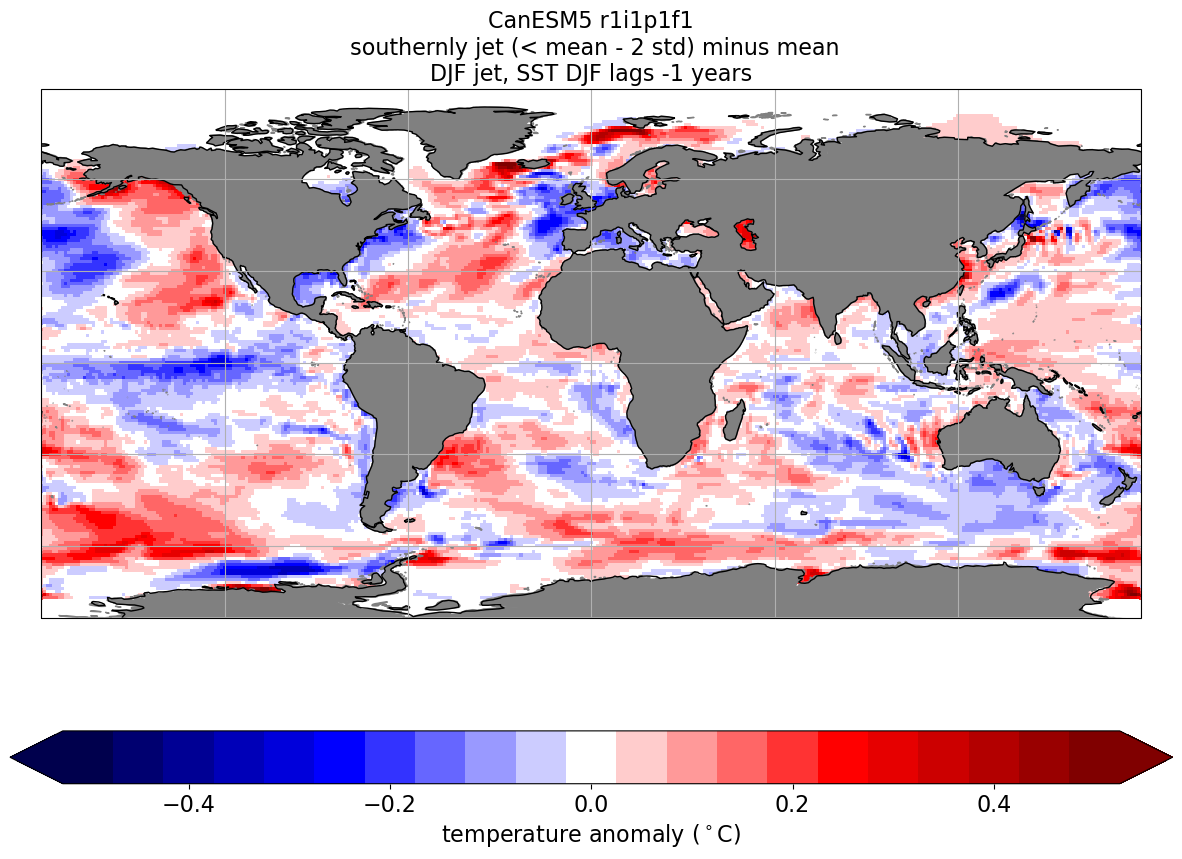 CanESM5 r1i1p1f1
southernly jet (< mean - 2 std) minus mean
DJF jet, SST DJF lags -1 years
−0.4 −0.2 0.0 0.2 0.4
temperature anomaly (°C)